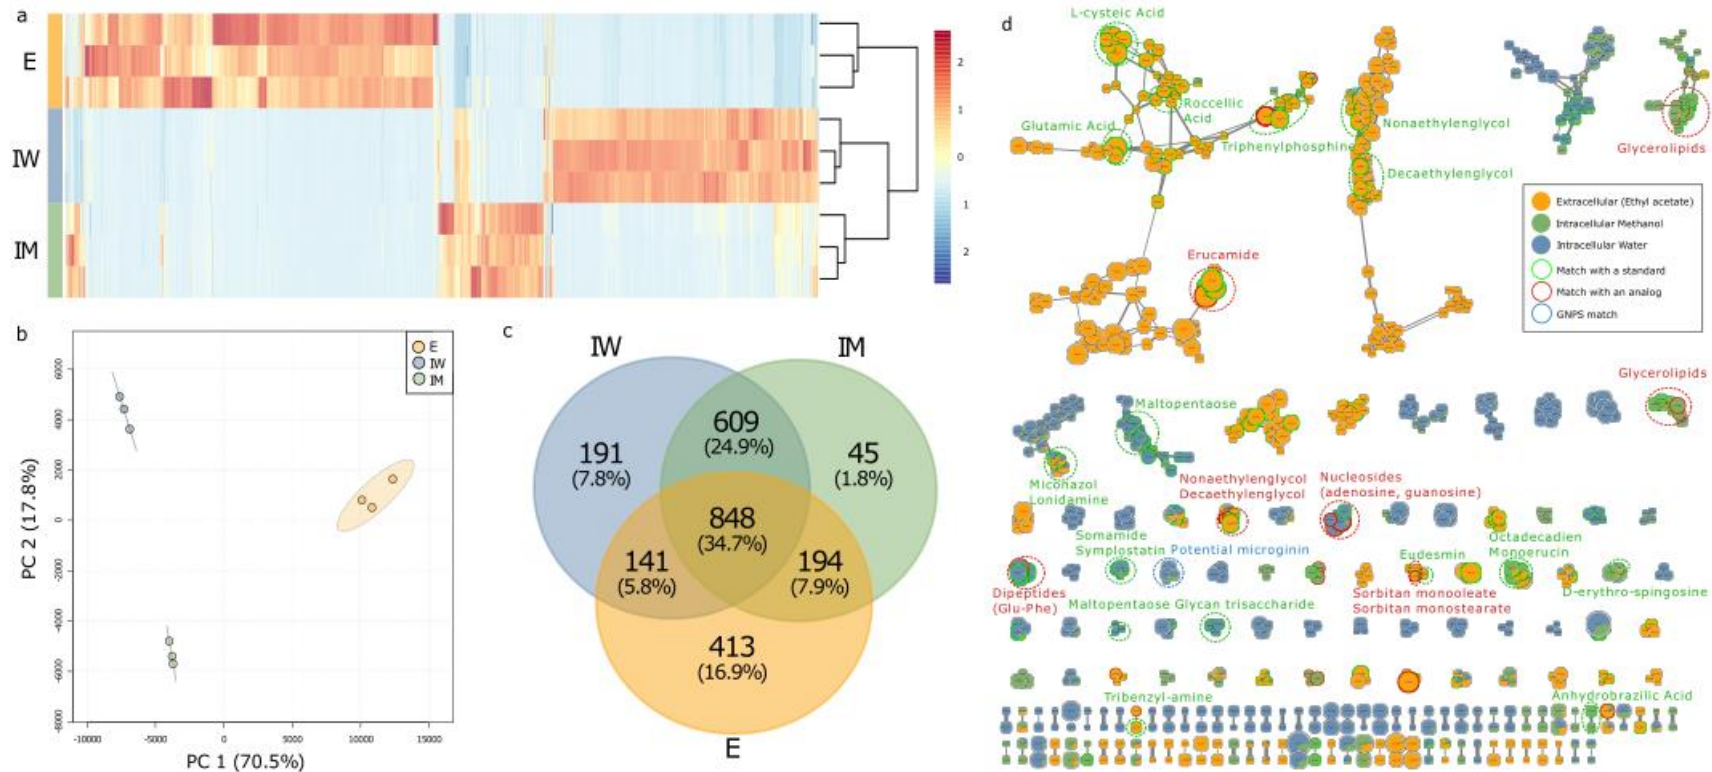 a
E
IW
IM
2
1
0
1
2
b
E
IW
IM
6000
4000
2000
0
-2000
-4000
-6000
-8000
-10000
-5000
0
5000
10000
15000
PC 2 (17.8%)
PC 1 (70.5%)
c
IW
IM
609
(24.9%)
191
(7.8%)
45
(1.8%)
848
(34.7%)
141
(5.8%)
194
(7.9%)
413
(16.9%)
E
d
L-cysteic Acid
Roccellic
Acid
Glutamic Acid
Triphenylphosphine
Nonaethylenglycol
Decaethylenglycol
Glycerolipids
Extracellular (Ethyl acetate)
Intracellular Methanol
Intracellular Water
Match with a standard
Match with an analog
GNPS match
Erucamide
Glycerolipids
Maltopentaose
Miconazol
Lonidamine
Nonaethylenglycol
Decaethylenglycol
Nucleosides
(adenosine, guanosine)
Somamide
Symplostatin
Potential microginin
Eudesmin
Octadecadien
Monoerucin
Dipeptides
(Glu-Phe)
Maltopentaose
Glycan trisaccharide
Sorbitan monooleate
Sorbitan monostearate
D-erythro-spingosine
Tribenzyl-amine
Anhydrobrazilic Acid